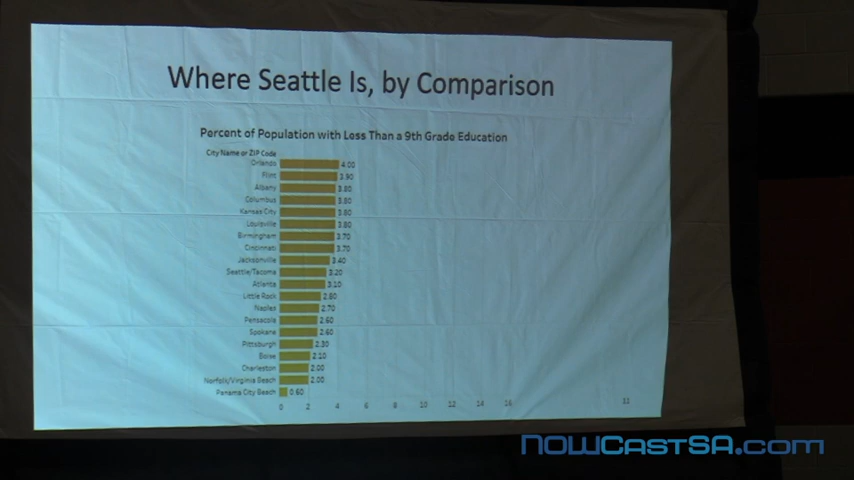 Where Seattle Is, by Comparison
Percent of Population with Less Than a 9th Grade Education
City Name or ZIP Code
Orlando 4.00
Flint 3.90
Albany 3.80
Columbus 3.80
Kansas City 3.80
Louisville 3.80
Birmingham 3.70
Cincinnati 3.70
Jacksonville 3.40
Seattle/Tacoma 3.20
Atlanta 3.10
Little Rock 2.80
Naples 2.70
Pensacola 2.60
Spokane 2.60
Pittsburgh 2.30
Boise 2.10
Charleston 2.00
Norfolk/Virginia Beach 2.00
Panama City Beach 0.60
0 2 4 6 8 10 12 14 16
NOWCASTSA.com